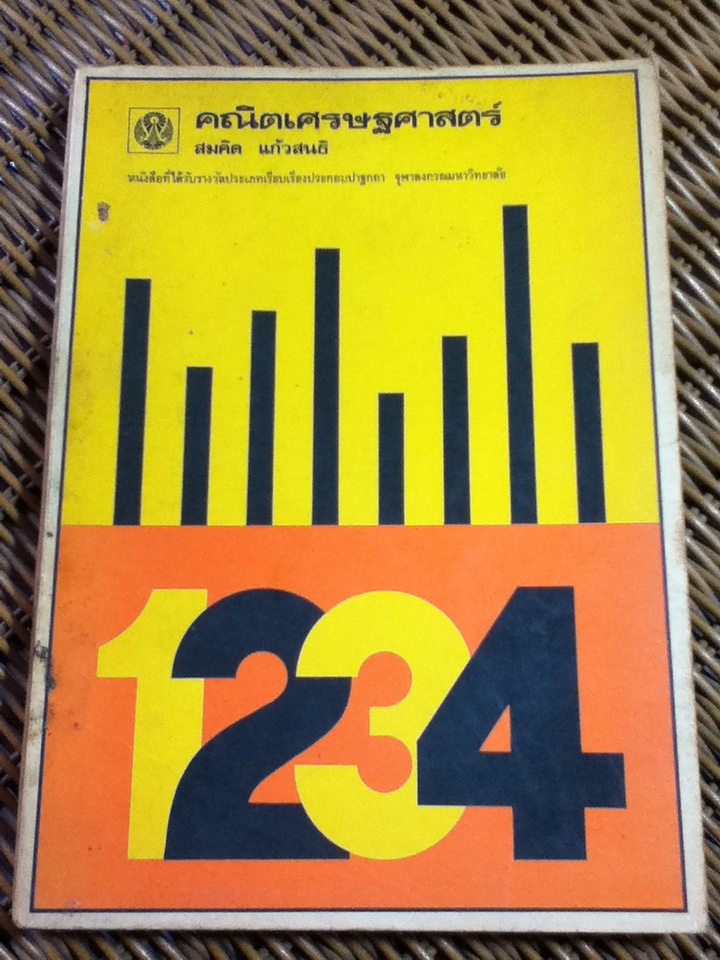 คณิตเศรษฐศาสตร์
สมคิด แก้วสนธิ
หนังสือที่ได้รับรางวัลประเภทเรียบเรียงประกอบปาฐกถา จุฬาลงกรณมหาวิทยาลัย
1234